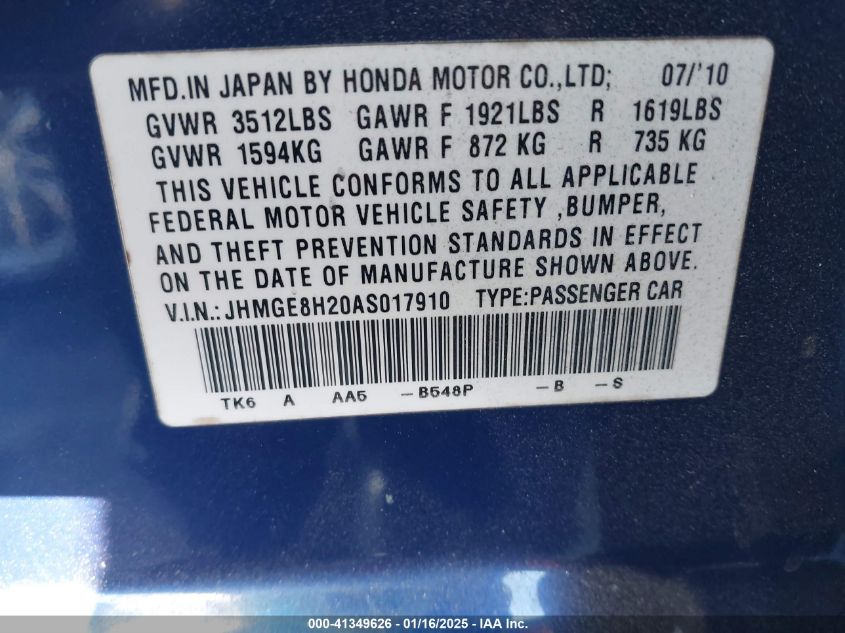 MFD.IN JAPAN BY HONDA MOTOR CO.,LTD; 07/'10
GVWR 3512LBS GAWR F 1921LBS R 1619LBS
GVWR 1594KG GAWR F 872 KG R 735 KG
THIS VEHICLE CONFORMS TO ALL APPLICABLE
FEDERAL MOTOR VEHICLE SAFETY ,BUMPER,
AND THEFT PREVENTION STANDARDS IN EFFECT
ON THE DATE OF MANUFACTURE SHOWN ABOVE.
V.I.N.: JHMGE8H20AS017910 TYPE:PASSENGER CAR
TK6 A AA5 -B548P -B -S
000-41349626 - 01/16/2025 - IAA Inc.